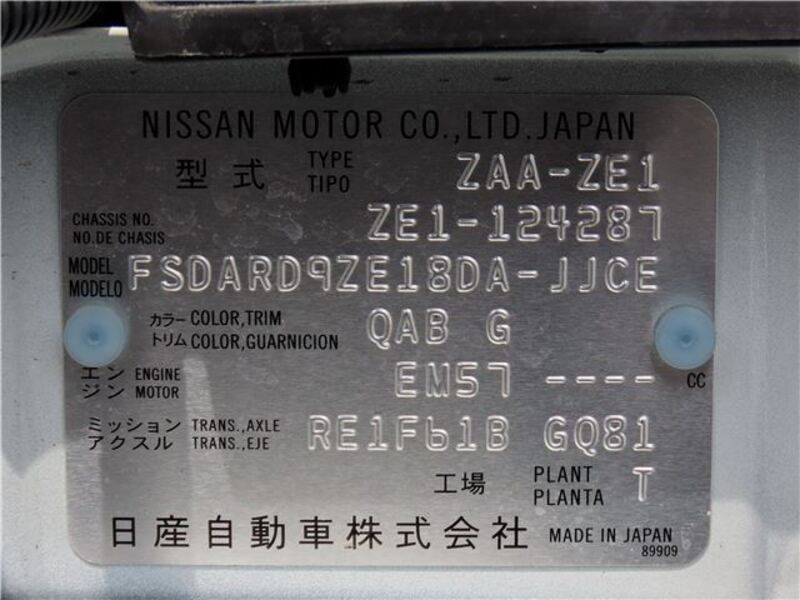 NISSAN MOTOR CO.,LTD.JAPAN
型式 TYPE TIPO ZAA-ZE1
CHASSIS NO. ZE1-124287
NO.DE CHASIS
MODEL FSDARD9ZE18DA-JJCE
MODELO
カラー COLOR,TRIM QAB G
トリム COLOR,GUARNICION
エンジン ENGINE MOTOR EM57 ---- CC
ミッション TRANS.,AXLE RE1F61B GQ81
アクスル TRANS.,EJE
工場 PLANT PLANTA T
日産自動車株式会社 MADE IN JAPAN
89909